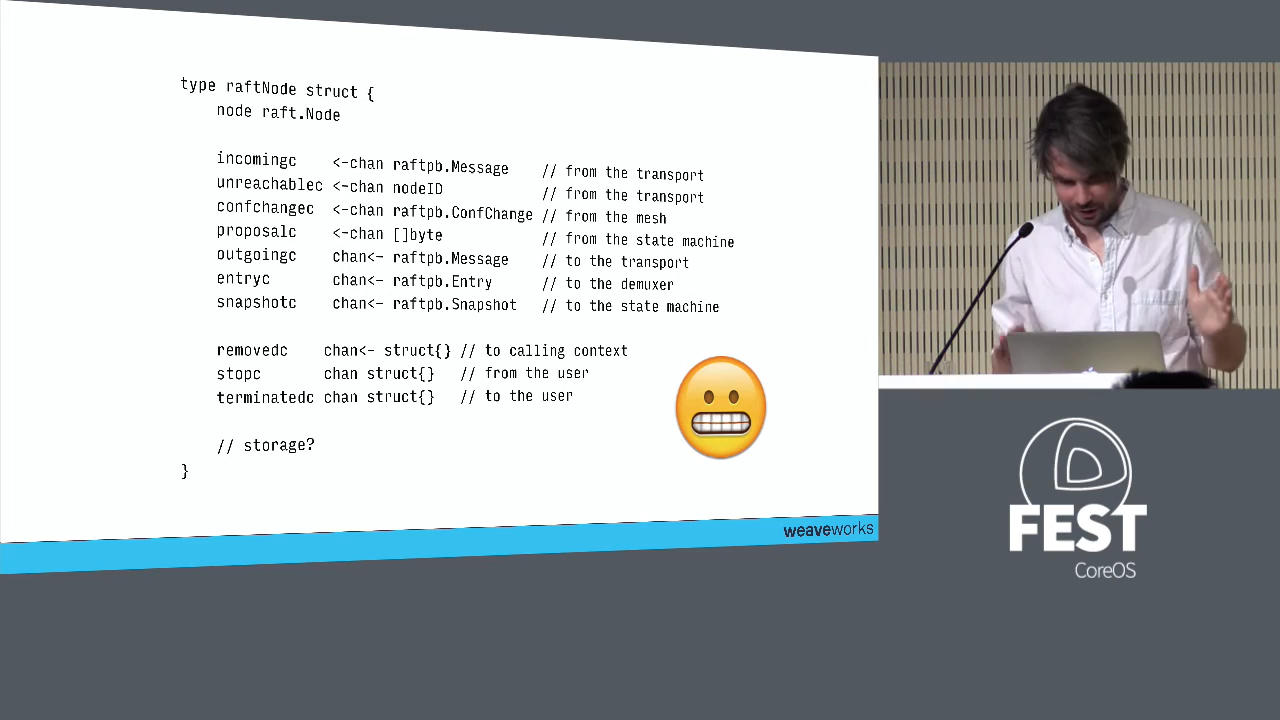 type raftNode struct {
node raft.Node
incomingc <-chan raftpb.Message // from the transport
unreachablec <-chan nodeID // from the transport
confchangec <-chan raftpb.ConfChange // from the mesh
proposalc <-chan []byte // from the state machine
outgoingc chan<- raftpb.Message // to the transport
entryc chan<- raftpb.Entry // to the demuxer
snapshotc chan<- raftpb.Snapshot // to the state machine
removedc chan<- struct{} // to calling context
stopc chan struct{} // from the user
terminatedc chan struct{} // to the user
// storage?
}
weaveworks
FEST
CoreOS